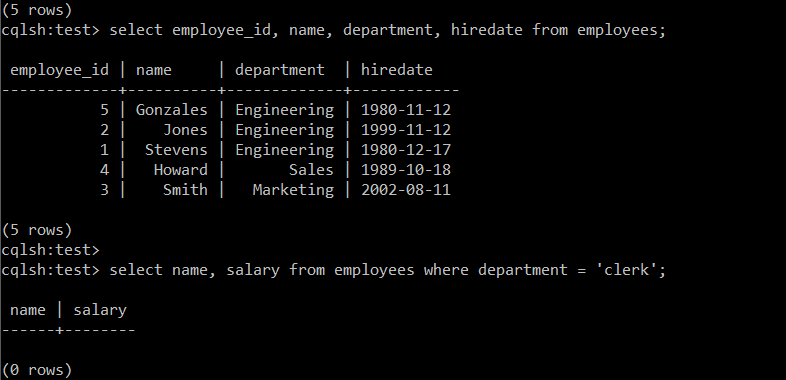 (5 rows)
cqlsh:test> select employee_id, name, department, hiredate from employees;
 employee_id | name     | department  | hiredate
-------------+----------+-------------+------------
           5 | Gonzales | Engineering | 1980-11-12
           2 |    Jones | Engineering | 1999-11-12
           1 |  Stevens | Engineering | 1980-12-17
           4 |   Howard |       Sales | 1989-10-18
           3 |    Smith |   Marketing | 2002-08-11
(5 rows)
cqlsh:test>
cqlsh:test> select name, salary from employees where department = 'clerk';
 name | salary
------+--------
(0 rows)